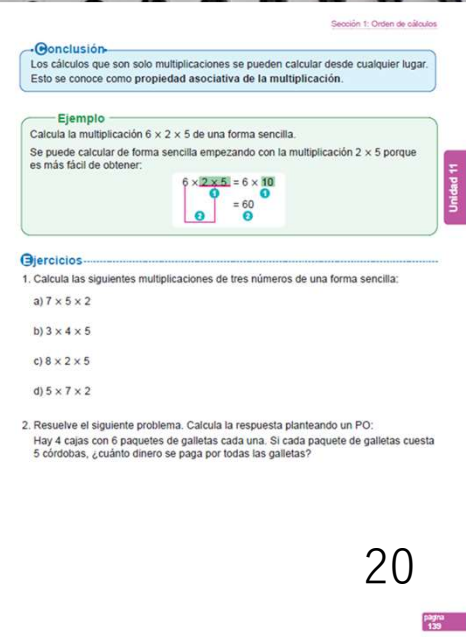 Sección 1: Orden de cálculos
Conclusión
Los cálculos que son solo multiplicaciones se pueden calcular desde cualquier lugar.
Esto se conoce como propiedad asociativa de la multiplicación.
Ejemplo
Calcula la multiplicación 6 × 2 × 5 de una forma sencilla.
Se puede calcular de forma sencilla empezando con la multiplicación 2 × 5 porque
es más fácil de obtener:
6 × 2 × 5 = 6 × 10
1 1
= 60
2 2
Unidad 11
Ejercicios
1. Calcula las siguientes multiplicaciones de tres números de una forma sencilla:
a) 7 × 5 × 2
b) 3 × 4 × 5
c) 8 × 2 × 5
d) 5 × 7 × 2
2. Resuelve el siguiente problema. Calcula la respuesta planteando un PO:
Hay 4 cajas con 6 paquetes de galletas cada una. Si cada paquete de galletas cuesta
5 córdobas, ¿cuánto dinero se paga por todas las galletas?
20
página
139